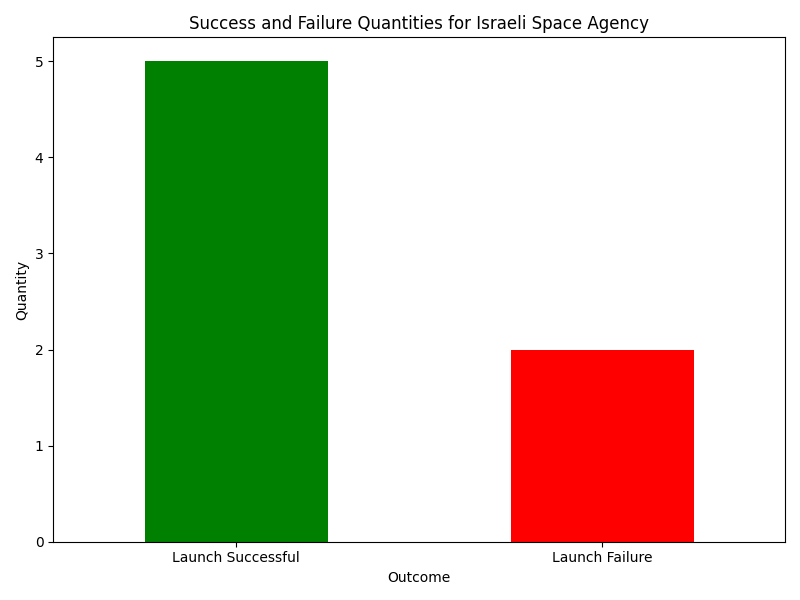 Success and Failure Quantities for Israeli Space Agency
Quantity
5
4
3
2
1
0
Launch Successful
Launch Failure
Outcome